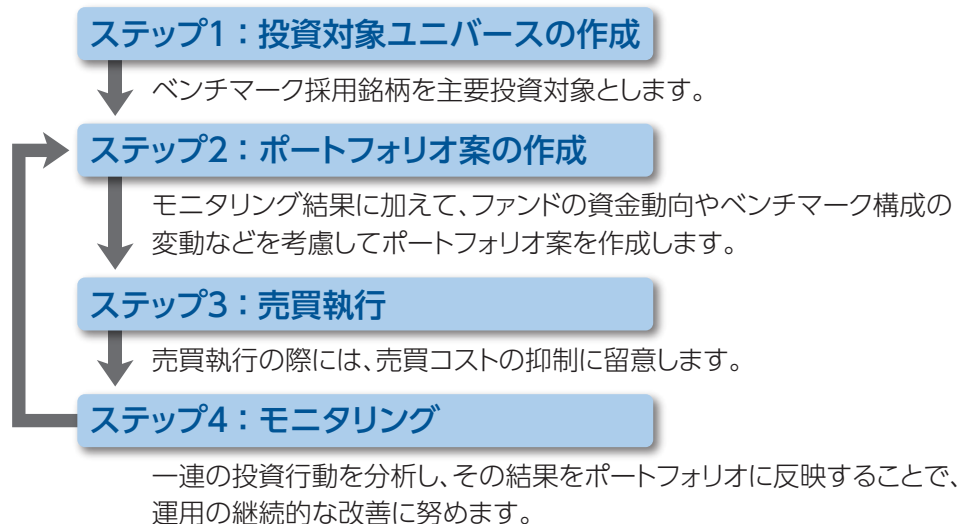 ステップ1：投資対象ユニバースの作成
ベンチマーク採用銘柄を主要投資対象とします。
ステップ2：ポートフォリオ案の作成
モニタリング結果に加えて、ファンドの資金動向やベンチマーク構成の
変動などを考慮してポートフォリオ案を作成します。
ステップ3：売買執行
売買執行の際には、売買コストの抑制に留意します。
ステップ4：モニタリング
一連の投資行動を分析し、その結果をポートフォリオに反映することで、
運用の継続的な改善に努めます。